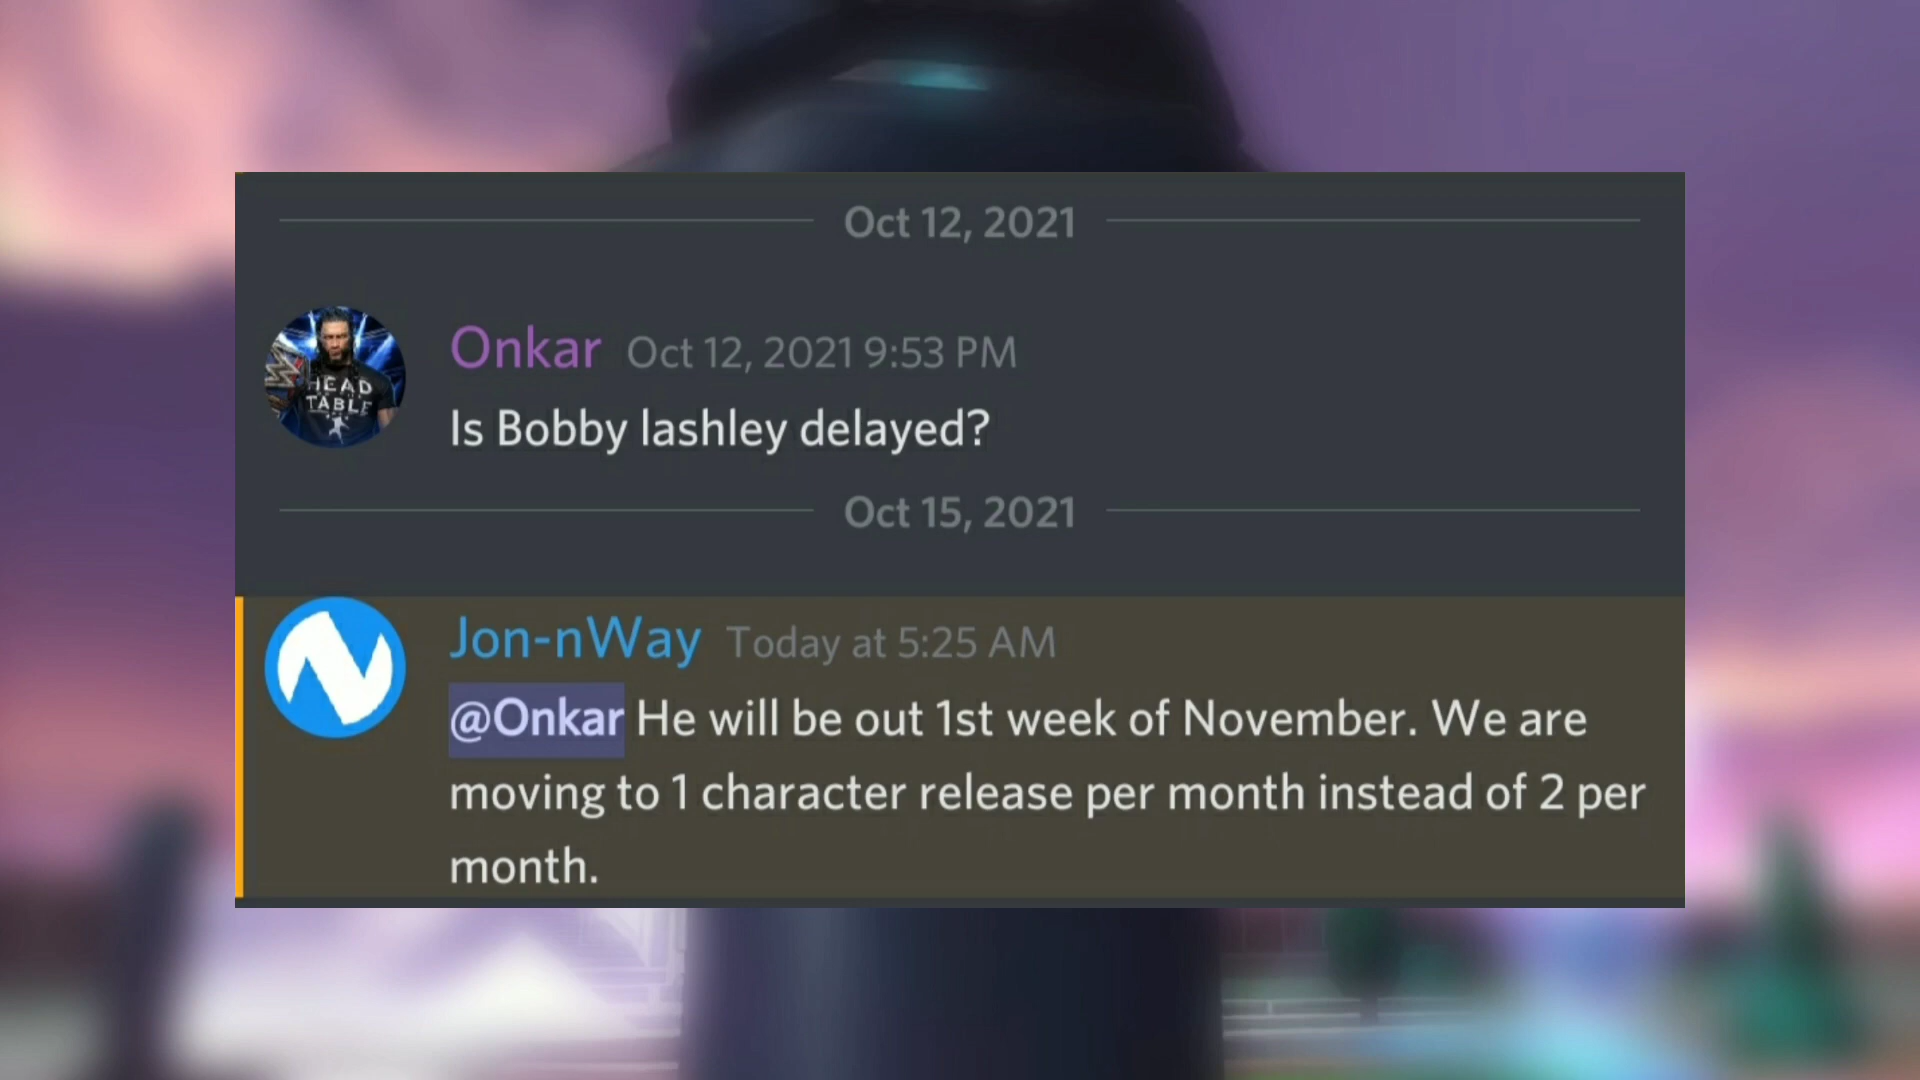 Oct 12, 2021
Onkar Oct 12, 2021 9:53 PM
HEAD
TABLE
Is Bobby lashley delayed?
Oct 15, 2021
Jon-nWay Today at 5:25 AM
@Onkar He will be out 1st week of November. We are
moving to 1 character release per month instead of 2 per
month.